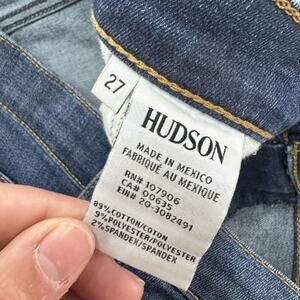 27
HUDSON
MADE IN MEXICO
FABRIQUÉ AU MEXIQUE
RN# 107906
CA# 00635
EIN# 20-3082491
89% COTTON/COTON
9% POLYESTER/POLYESTER
2% SPANDEX/SPANDEX